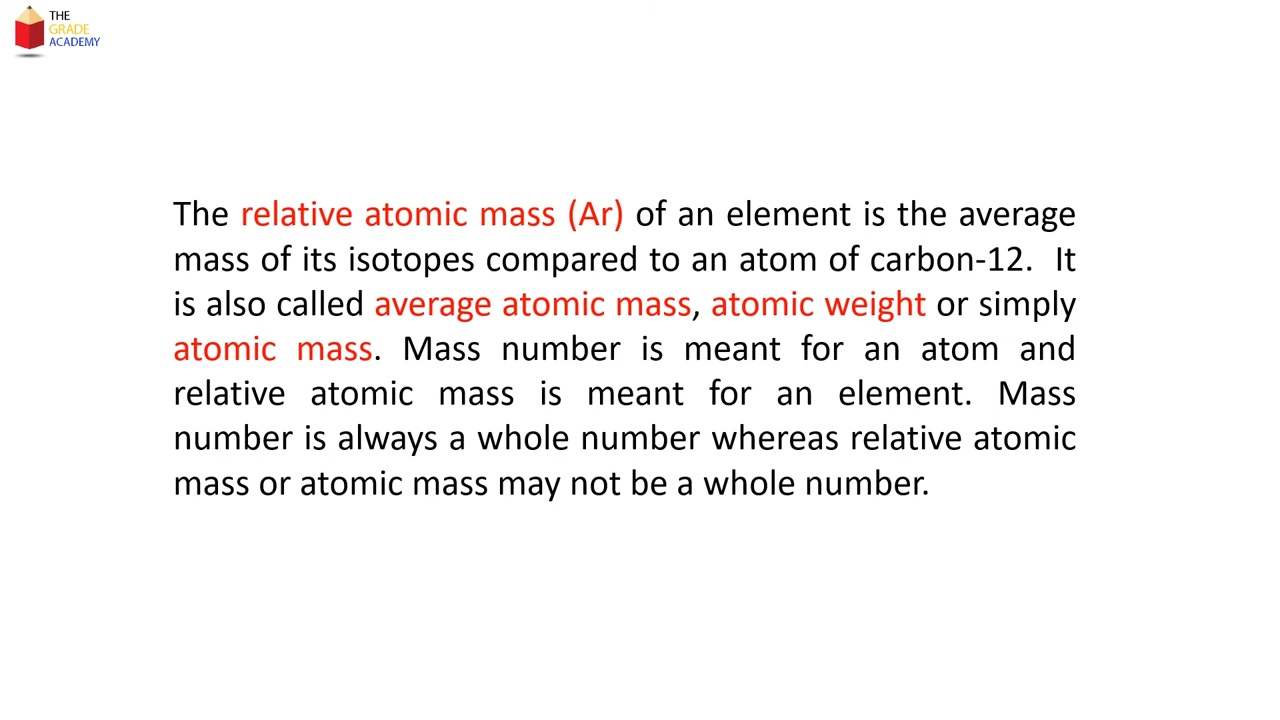 THE
GRADE
ACADEMY
The relative atomic mass (Ar) of an element is the average
mass of its isotopes compared to an atom of carbon-12.  It
is also called average atomic mass, atomic weight or simply
atomic mass. Mass number is meant for an atom and
relative atomic mass is meant for an element. Mass
number is always a whole number whereas relative atomic
mass or atomic mass may not be a whole number.